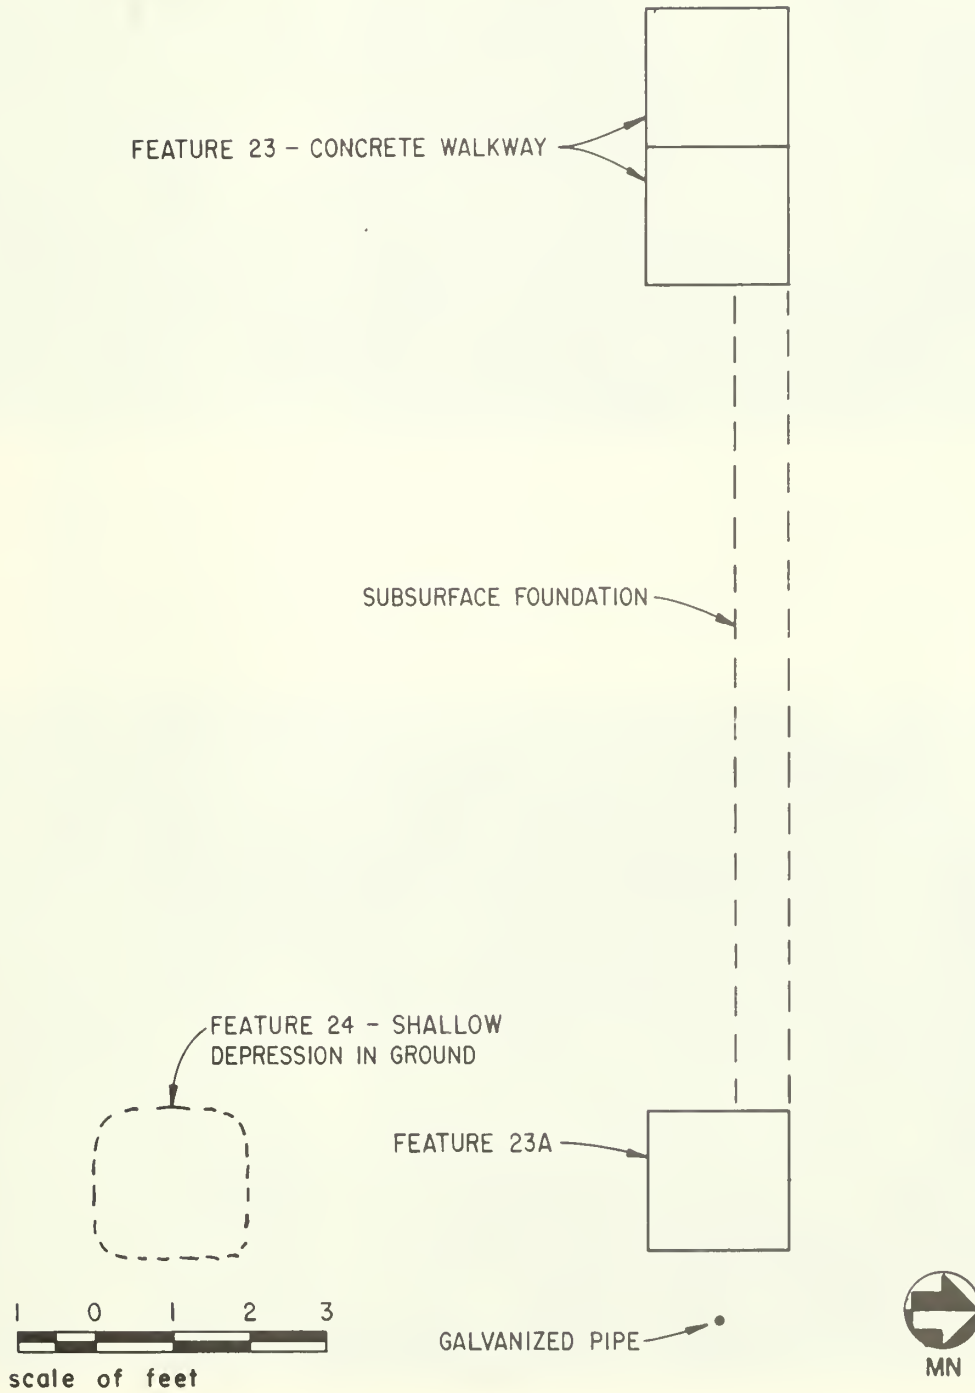 FEATURE 23 - CONCRETE WALKWAY
SUBSURFACE FOUNDATION
FEATURE 24 - SHALLOW
DEPRESSION IN GROUND
FEATURE 23A
1 0 1 2 3
scale of feet
GALVANIZED PIPE
MN